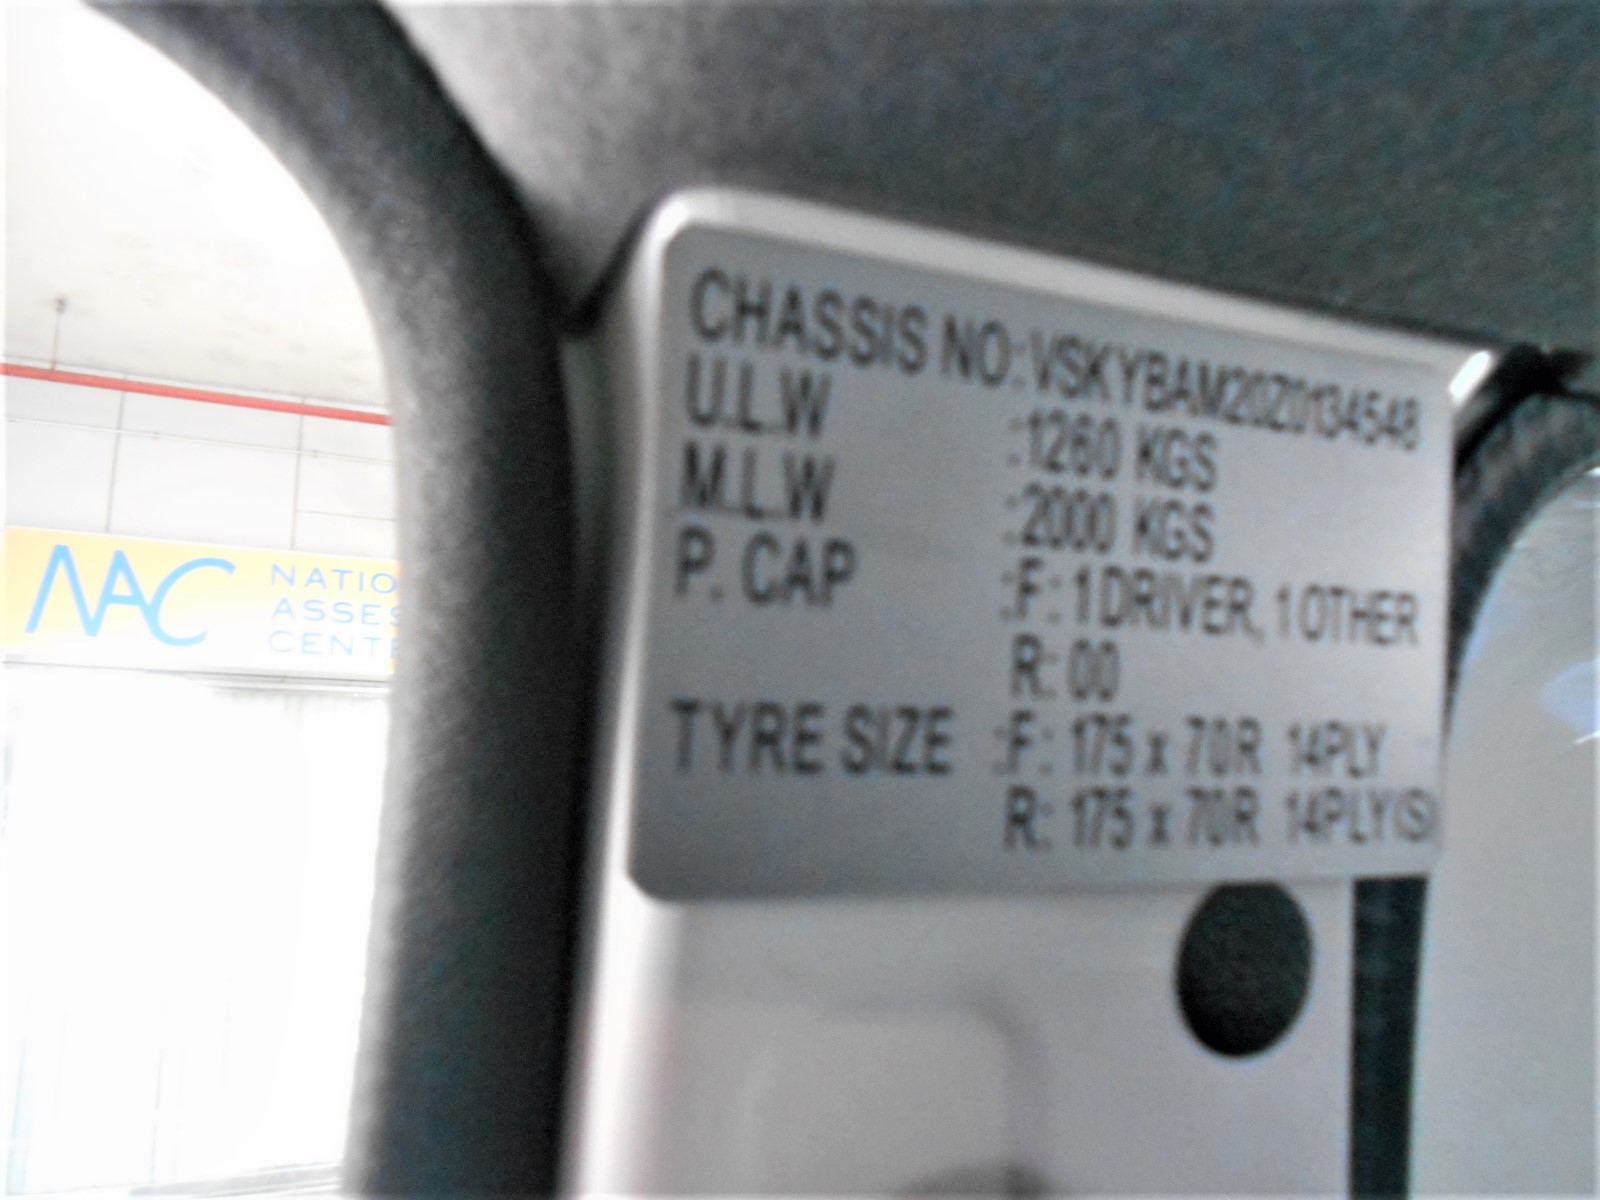 NAC
NATIO
ASSES
CENT
CHASSIS NO: VSKYBAM20Z0134548
U.L.W :1260 KGS
M.L.W :2000 KGS
P. CAP :F: 1 DRIVER, 1 OTHER
R: 00
TYRE SIZE :F: 175 x 70R 14PLY
R: 175 x 70R 14PLY(S)